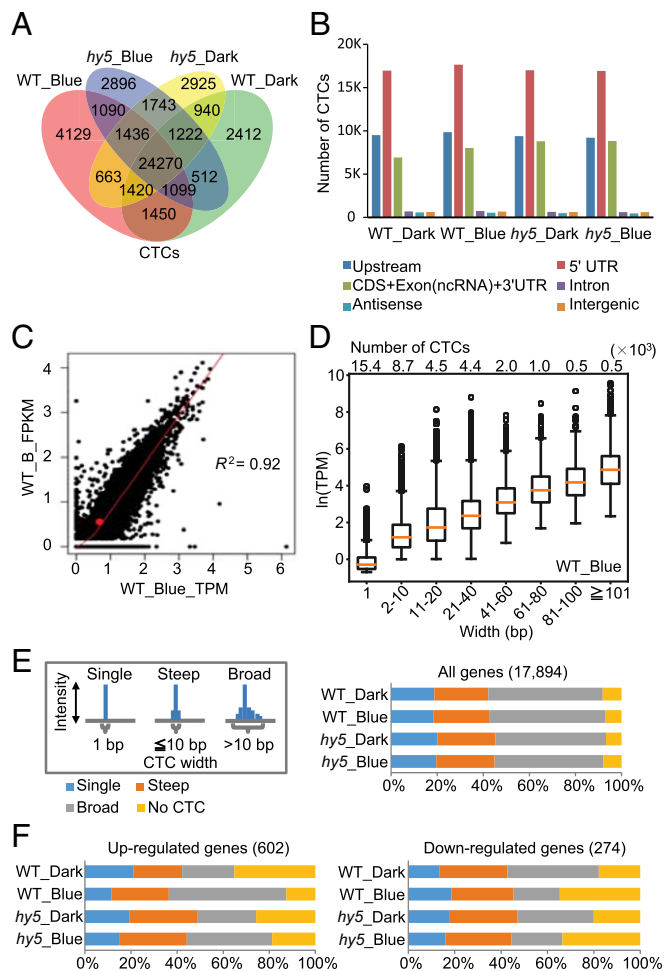 A
hy5_Blue hy5_Dark
WT_Blue WT_Dark
2896 2925
1090 1743 940
4129 1436 1222 2412
24270
663 512
1420 1099
1450
CTCs
B
Number of CTCs
20K
15K
10K
5K
0
WT_Dark WT_Blue hy5_Dark hy5_Blue
Upstream 5' UTR
CDS+Exon(ncRNA)+3'UTR Intron
Antisense Intergenic
C
WT_B_FPKM
4
3
2
1
0
R²= 0.92
0 1 2 3 4 5 6
WT_Blue_TPM
D
Number of CTCs (×10³)
15.4 8.7 4.5 4.4 2.0 1.0 0.5 0.5
ln(TPM)
10
8
6
4
2
0
WT_Blue
1 2-10 11-20 21-40 41-60 61-80 81-100 ≧101
Width (bp)
E
Intensity
Single Steep Broad
1 bp ≦10 bp >10 bp
CTC width
Single Steep
Broad No CTC
All genes (17,894)
WT_Dark
WT_Blue
hy5_Dark
hy5_Blue
0% 20% 40% 60% 80% 100%
F
Up-regulated genes (602)
WT_Dark
WT_Blue
hy5_Dark
hy5_Blue
0% 20% 40% 60% 80% 100%
Down-regulated genes (274)
WT_Dark
WT_Blue
hy5_Dark
hy5_Blue
0% 20% 40% 60% 80% 100%